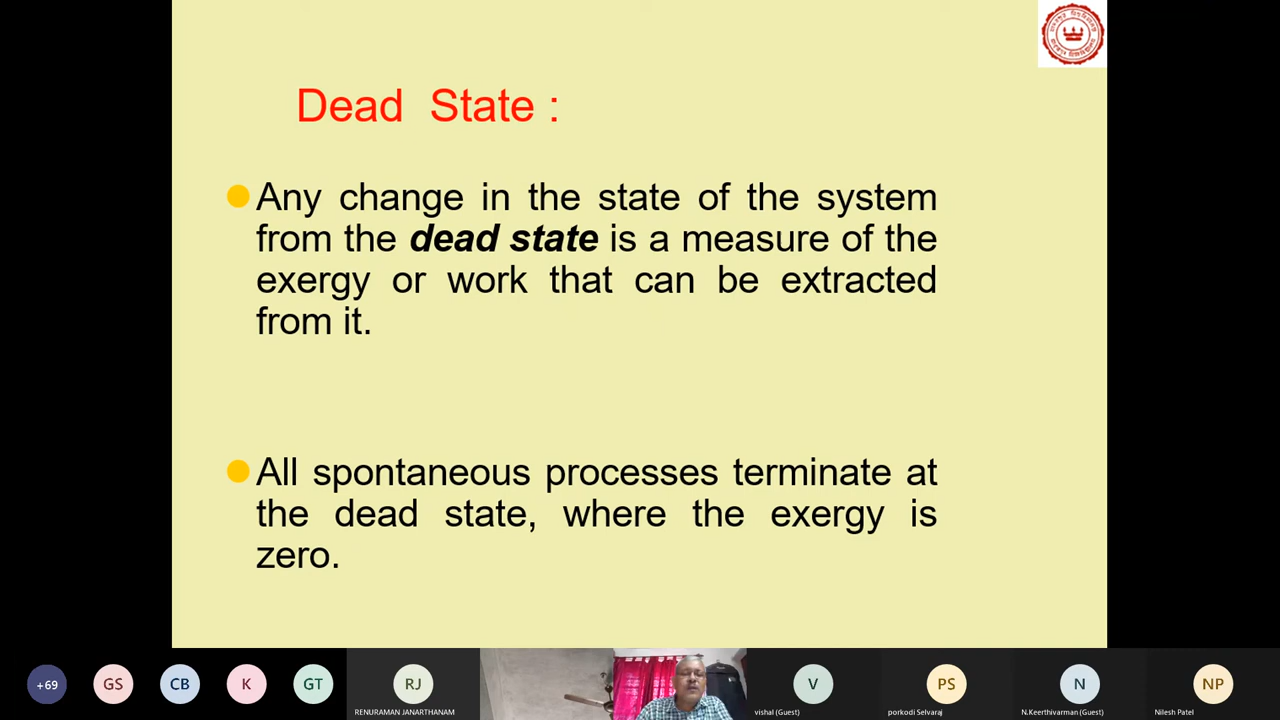 Dead State :
Any change in the state of the system
from the dead state is a measure of the
exergy or work that can be extracted
from it.
All spontaneous processes terminate at
the dead state, where the exergy is
zero.
+69
GS
CB
K
GT
RJ
RENURAMAN JANARTHANAM
V
vishal (Guest)
PS
porkodi Selvaraj
N
N.Keerthivarman (Guest)
NP
Nilesh Patel